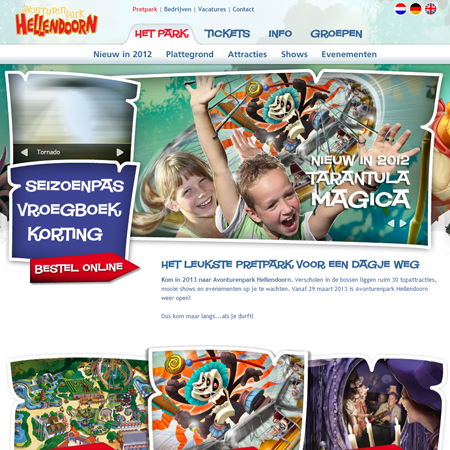 Avonturenpark
HELLENDOORN
Pretpark | Bedrijven | Vacatures | Contact
HET PARK TICKETS INFO GROEPEN
Nieuw in 2012 Plattegrond Attracties Shows Evenementen
Tornado
SEIZOENPAS
VROEGBOEK
KORTING
BESTEL ONLINE
NIEUW IN 2012
TARANTULA
MAGICA
HET LEUKSTE PRETPARK VOOR EEN DAGJE WEG
Kom in 2013 naar Avonturenpark Hellendoorn. Verscholen in de bossen liggen ruim 30 topattracties,
mooie shows en evenementen op je te wachten. Vanaf 29 maart 2013 is Avonturenpark Hellendoorn
weer open!
Dus kom maar langs...als je durft!